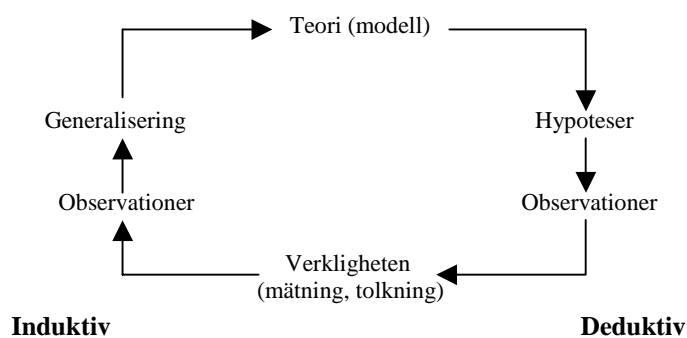 Teori (modell)
Generalisering
Hypoteser
Observationer
Observationer
Verkligheten
(mätning, tolkning)
Induktiv
Deduktiv